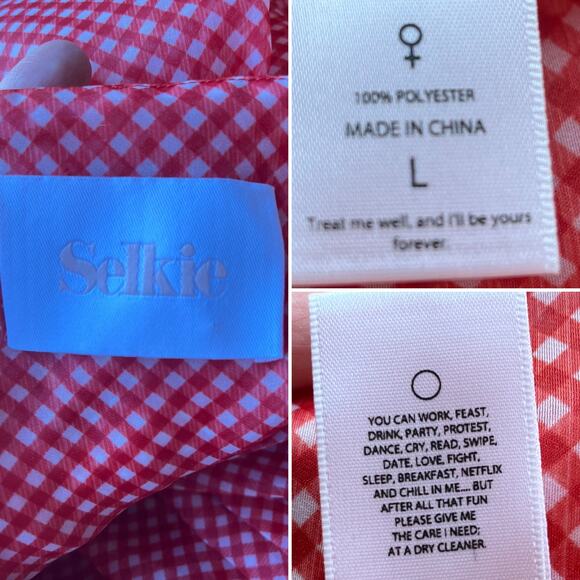 Selkie
100% POLYESTER
MADE IN CHINA
L
Treat me well, and I'll be yours
forever.
YOU CAN WORK, FEAST,
DRINK, PARTY, PROTEST,
DANCE, CRY, READ, SWIPE,
DATE, LOVE, FIGHT,
SLEEP, BREAKFAST, NETFLIX
AND CHILL IN ME.... BUT
AFTER ALL THAT FUN
PLEASE GIVE ME
THE CARE I NEED;
AT A DRY CLEANER.